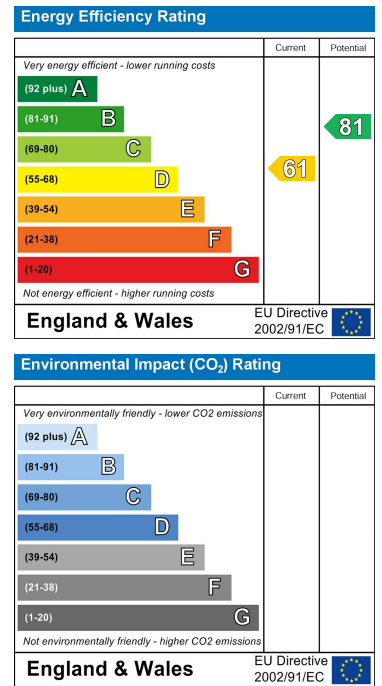 Energy Efficiency Rating
Current Potential
Very energy efficient - lower running costs
(92 plus) A
(81-91) B
81
(69-80) C
61
(55-68) D
(39-54) E
(21-38) F
(1-20) G
Not energy efficient - higher running costs
England & Wales
EU Directive
2002/91/EC
Environmental Impact (CO₂) Rating
Current Potential
Very environmentally friendly - lower CO2 emissions
(92 plus) A
(81-91) B
(69-80) C
(55-68) D
(39-54) E
(21-38) F
(1-20) G
Not environmentally friendly - higher CO2 emissions
England & Wales
EU Directive
2002/91/EC